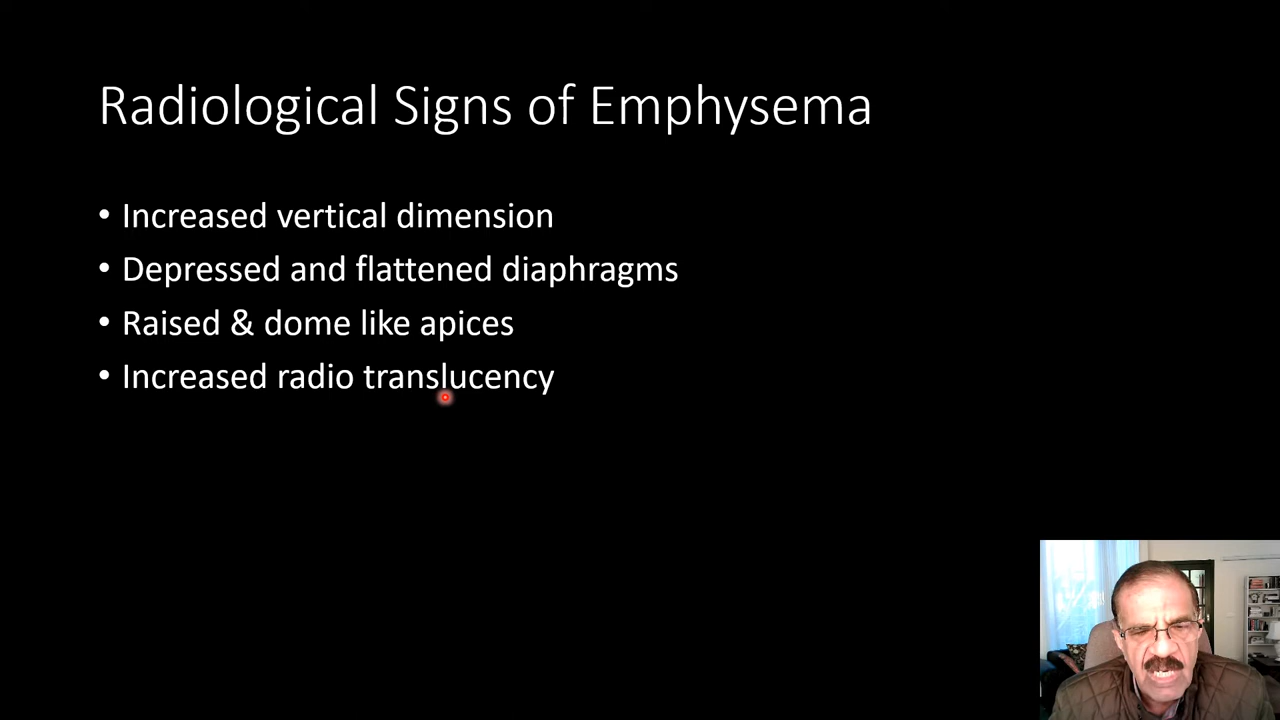 Radiological Signs of Emphysema
• Increased vertical dimension
• Depressed and flattened diaphragms
• Raised & dome like apices
• Increased radio translucency